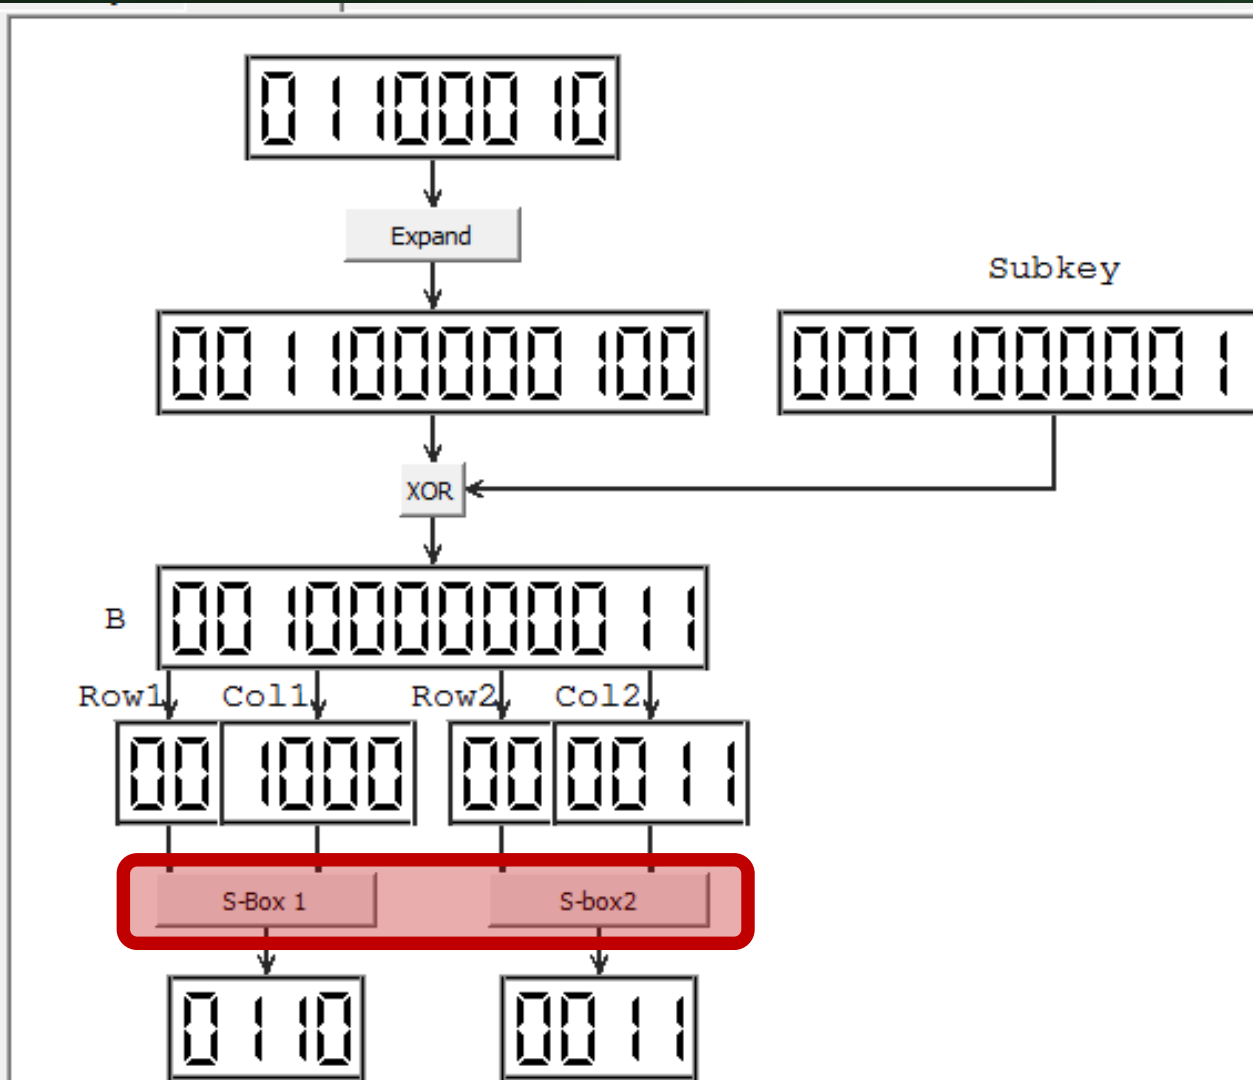 01100010
Expand
Subkey
001100000100 0001000001
XOR
B 001000000011
Row1 Col1 Row2 Col2
00 1000 00 0011
S-Box 1 S-box2
0110 0011